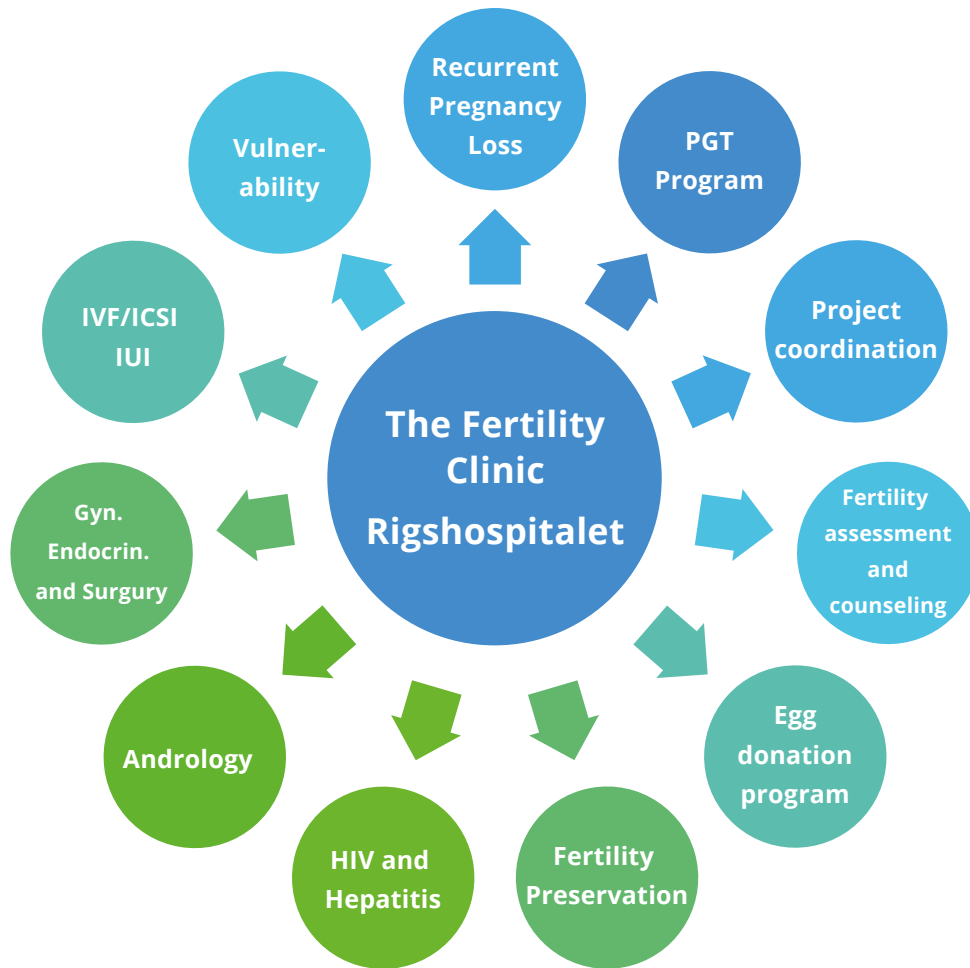 Recurrent
Pregnancy
Loss
PGT
Program
Project
coordination
Fertility
assessment
and
counseling
Egg
donation
program
Fertility
Preservation
HIV and
Hepatitis
Andrology
Gyn.
Endocrin.
and Surgury
IVF/ICSI
IUI
Vulner-
ability
The Fertility
Clinic
Rigshospitalet